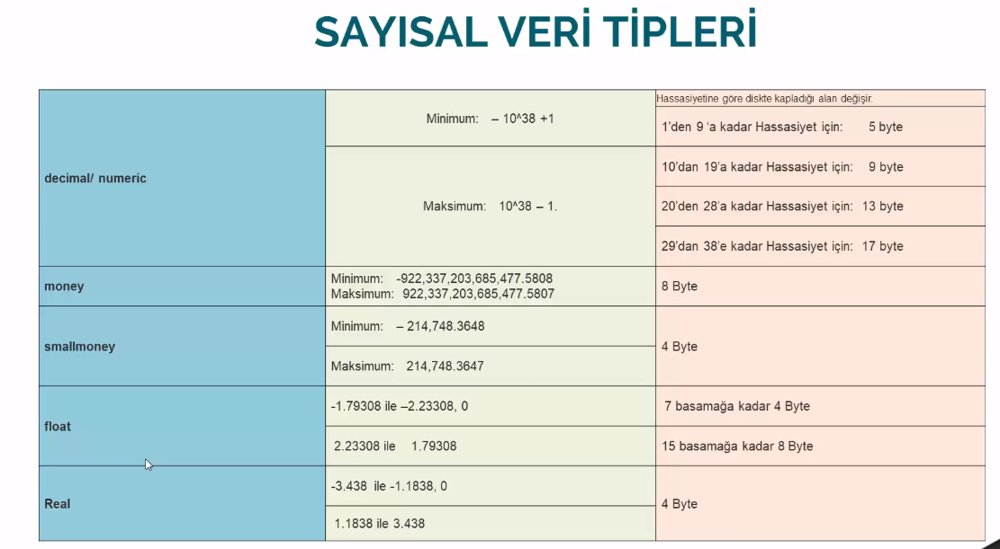 SAYISAL VERİ TİPLERİ
decimal/ numeric
Minimum: – 10^38 +1
Maksimum: 10^38 – 1.
Hassasiyetine göre diskte kapladığı alan değişir.
1’den 9 ‘a kadar Hassasiyet için: 5 byte
10’dan 19’a kadar Hassasiyet için: 9 byte
20’den 28’a kadar Hassasiyet için: 13 byte
29’dan 38’e kadar Hassasiyet için: 17 byte
money
Minimum: -922,337,203,685,477.5808
Maksimum: 922,337,203,685,477.5807
8 Byte
smallmoney
Minimum: – 214,748.3648
Maksimum: 214,748.3647
4 Byte
float
-1.79308 ile –2.23308, 0
7 basamağa kadar 4 Byte
2.23308 ile 1.79308
15 basamağa kadar 8 Byte
Real
-3.438 ile -1.1838, 0
1.1838 ile 3.438
4 Byte